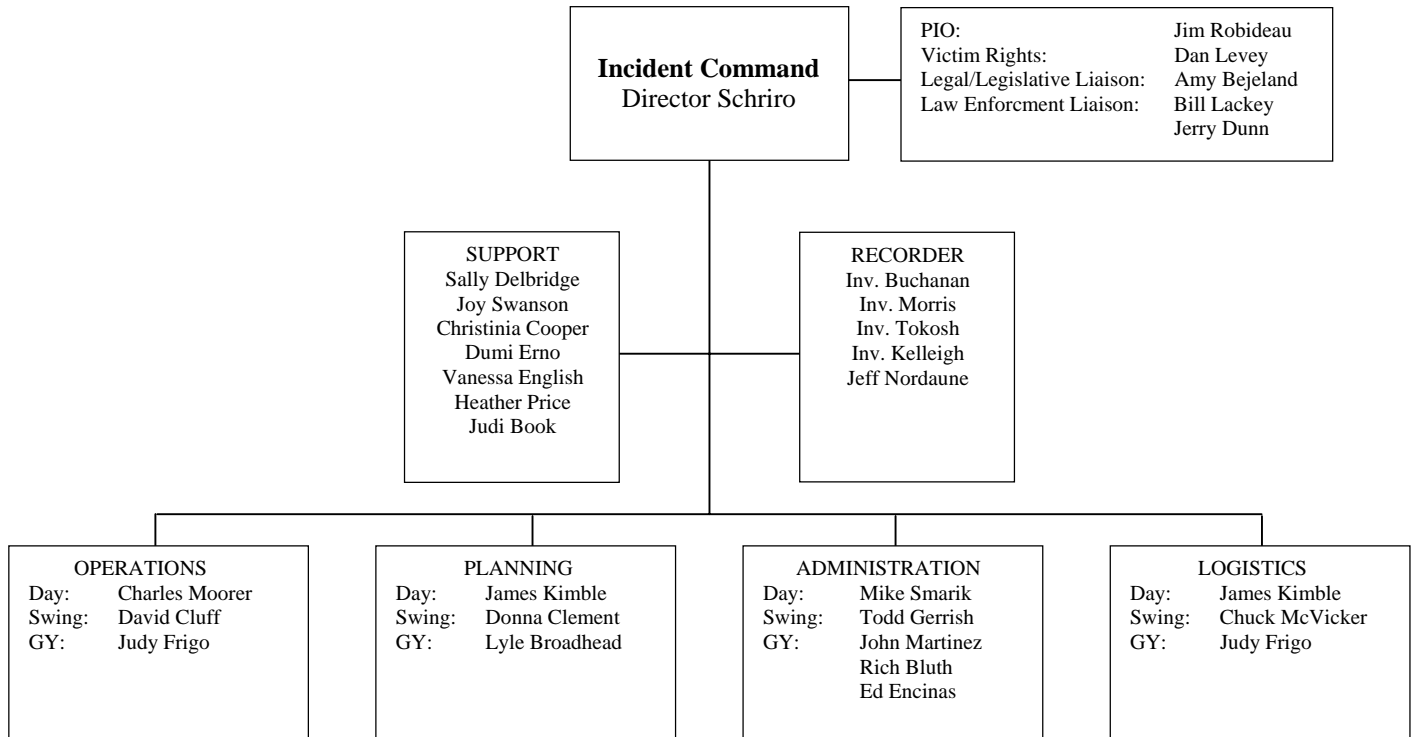 Incident Command
Director Schriro
PIO: Jim Robideau
Victim Rights: Dan Levey
Legal/Legislative Liaison: Amy Bejeland
Law Enforcment Liaison: Bill Lackey
Jerry Dunn
SUPPORT
Sally Delbridge
Joy Swanson
Christinia Cooper
Dumi Erno
Vanessa English
Heather Price
Judi Book
RECORDER
Inv. Buchanan
Inv. Morris
Inv. Tokosh
Inv. Kelleigh
Jeff Nordaune
OPERATIONS
Day: Charles Moorer
Swing: David Cluff
GY: Judy Frigo
PLANNING
Day: James Kimble
Swing: Donna Clement
GY: Lyle Broadhead
ADMINISTRATION
Day: Mike Smarik
Swing: Todd Gerrish
GY: John Martinez
Rich Bluth
Ed Encinas
LOGISTICS
Day: James Kimble
Swing: Chuck McVicker
GY: Judy Frigo